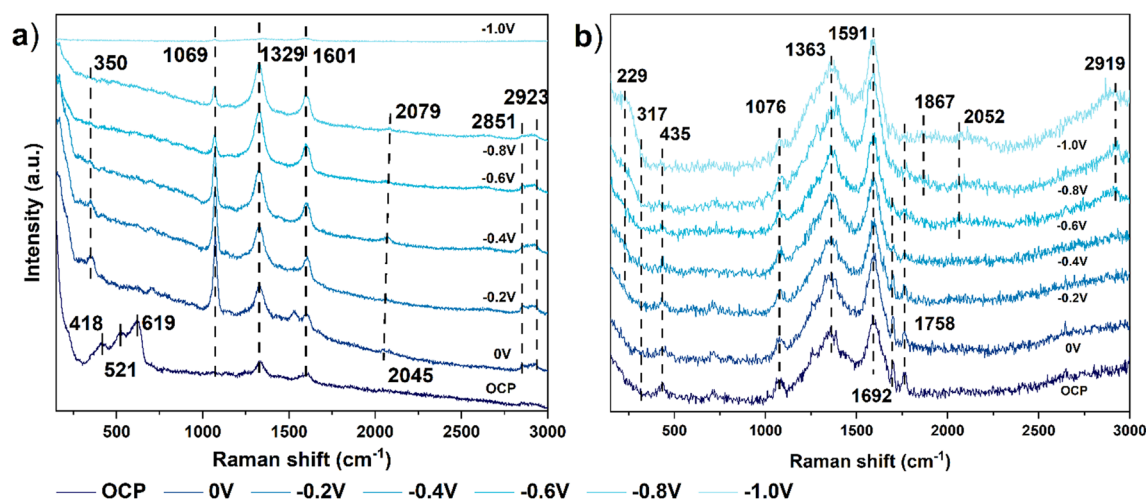 a)
-1.0V
350
1069
1329
1601
2079
2923
2851
-0.8V
-0.6V
-0.4V
-0.2V
418
619
521
0V
2045
OCP
Intensity (a.u.)
500
1000
1500
2000
2500
3000
Raman shift (cm-1)
b)
1591
1363
229
317
435
1076
1867
2052
2919
-1.0V
-0.8V
-0.6V
-0.4V
-0.2V
1758
0V
1692
OCP
500
1000
1500
2000
2500
3000
Raman shift (cm-1)
OCP 0V -0.2V -0.4V -0.6V -0.8V -1.0V